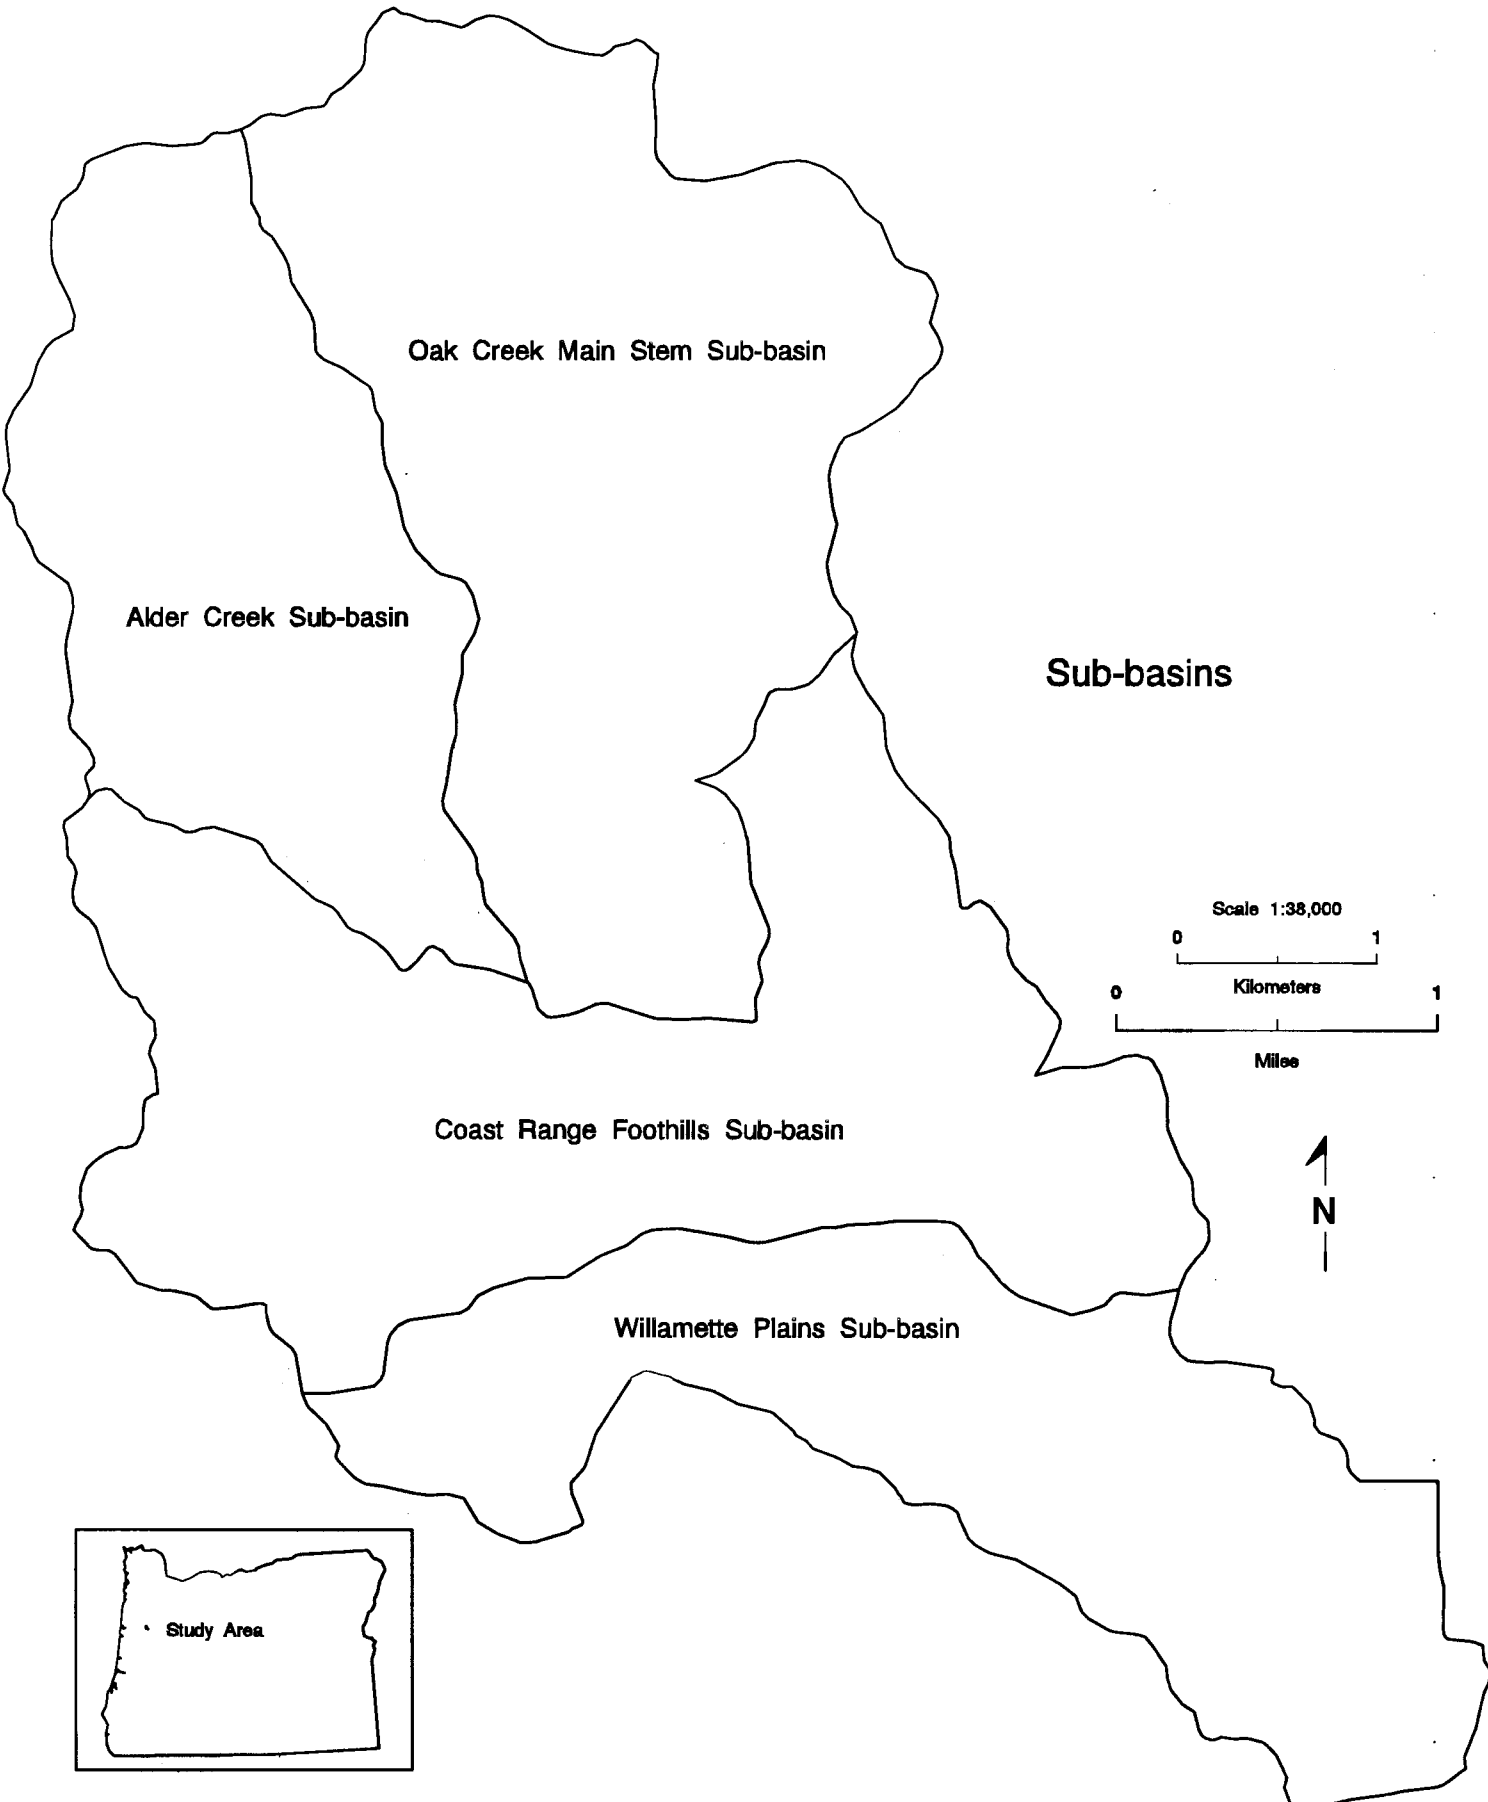 Oak Creek Main Stem Sub-basin
Alder Creek Sub-basin
Sub-basins
Scale 1:38,000
0 1
Kilometers
0 1
Miles
Coast Range Foothills Sub-basin
N
Willamette Plains Sub-basin
Study Area